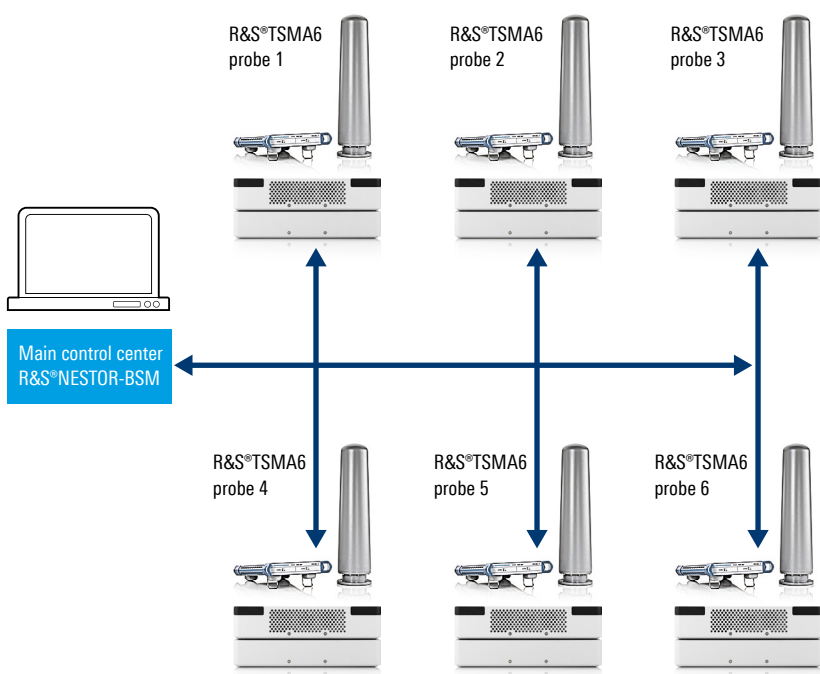 R&S®TSMA6
probe 1
R&S®TSMA6
probe 2
R&S®TSMA6
probe 3
Main control center
R&S®NESTOR-BSM
R&S®TSMA6
probe 4
R&S®TSMA6
probe 5
R&S®TSMA6
probe 6